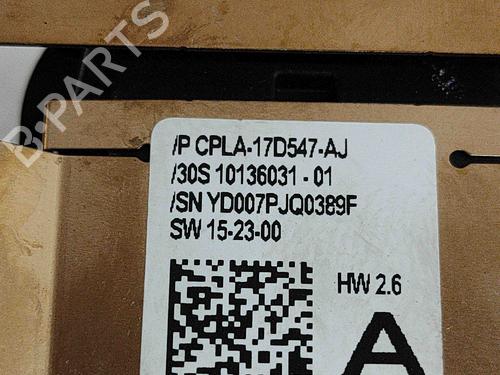 B-PARTS
/P CPLA-17D547-AJ
/30S 10136031 - 01
/SN YD007PJQ0389F
SW 15-23-00
HW 2.6
A